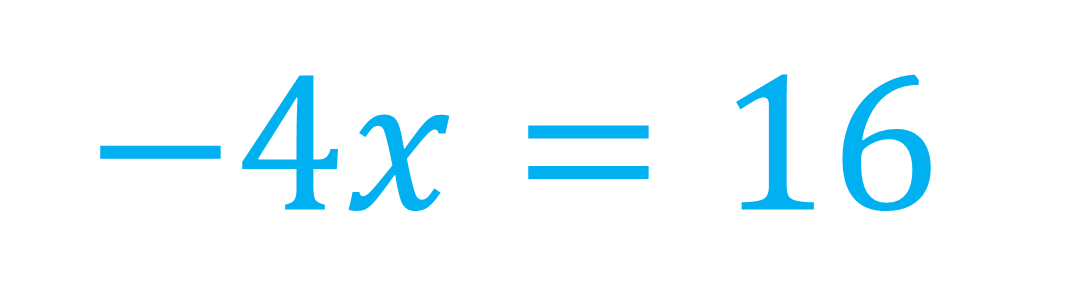 −4x = 16